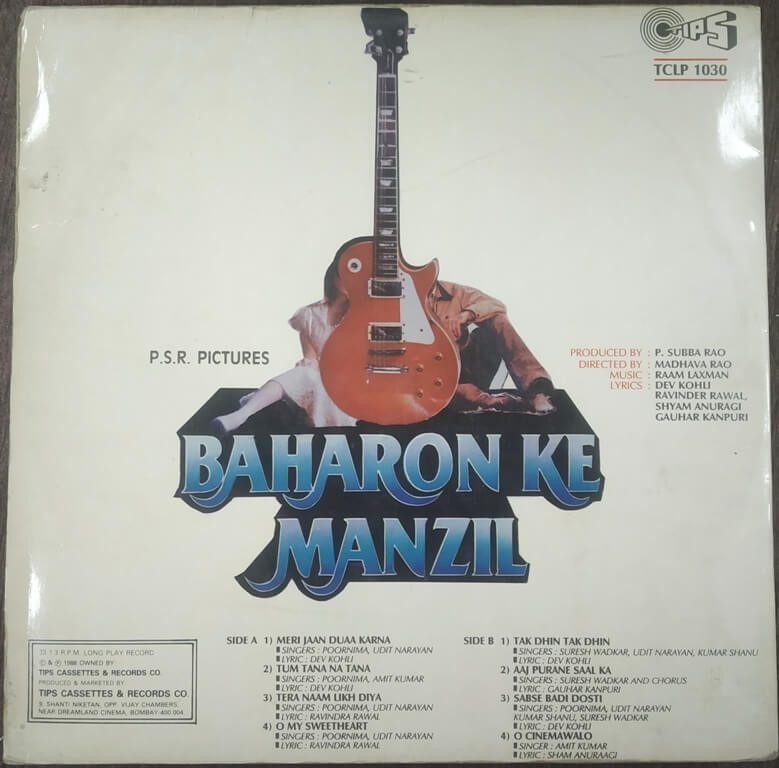 TIPS
TCLP 1030
P.S.R. PICTURES
PRODUCED BY : P. SUBBA RAO
DIRECTED BY : MADHAVA RAO
MUSIC : RAAM LAXMAN
LYRICS : DEV KOHLI
RAVINDER RAWAL,
SHYAM ANURAGI
GAUHAR KANPURI
BAHARON KE
MANZIL
33 1/3 R.P.M. LONG PLAY RECORD
© & ℗ 1988 OWNED BY:
TIPS CASSETTES & RECORDS CO.
PRODUCED & MARKETED BY
TIPS CASSETTES & RECORDS CO.
9, SHANTI NIKETAN, OPP. VIJAY CHAMBERS,
NEAR DREAMLAND CINEMA, BOMBAY-400 004.
SIDE A 1) MERI JAAN DUAA KARNA
SINGERS : POORNIMA, UDIT NARAYAN
LYRIC : DEV KOHLI
2) TUM TANA NA TANA
SINGERS : POORNIMA, AMIT KUMAR
LYRIC : DEV KOHLI
3) TERA NAAM LIKH DIYA
SINGERS : POORNIMA, UDIT NARAYAN
LYRIC : RAVINDRA RAWAL
4) O MY SWEETHEART
SINGERS : POORNIMA, UDIT NARAYAN
LYRIC : RAVINDRA RAWAL
SIDE B 1) TAK DHIN TAK DHIN
SINGERS : SURESH WADKAR, UDIT NARAYAN, KUMAR SHANU
LYRIC : DEV KOHLI
2) AAJ PURANE SAAL KA
SINGERS : SURESH WADKAR AND CHORUS
LYRIC : GAUHAR KANPURI
3) SABSE BADI DOSTI
SINGERS : POORNIMA, UDIT NARAYAN
KUMAR SHANU, SURESH WADKAR
LYRIC : DEV KOHLI
4) O CINEMAWALO
SINGER : AMIT KUMAR
LYRIC : SHAM ANURAAGI